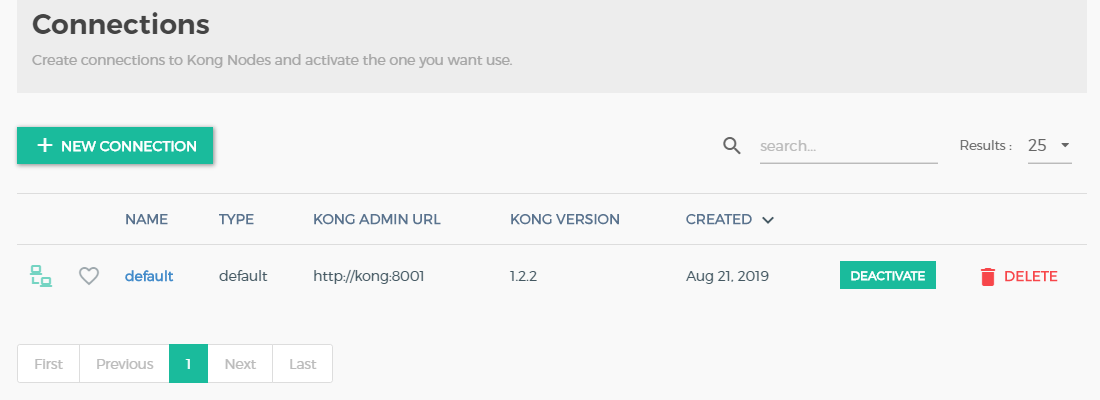 Connections
Create connections to Kong Nodes and activate the one you want use.
+ NEW CONNECTION
search...
Results :
25
NAME TYPE KONG ADMIN URL KONG VERSION CREATED
default default http://kong:8001 1.2.2 Aug 21, 2019 DEACTIVATE DELETE
First Previous 1 Next Last